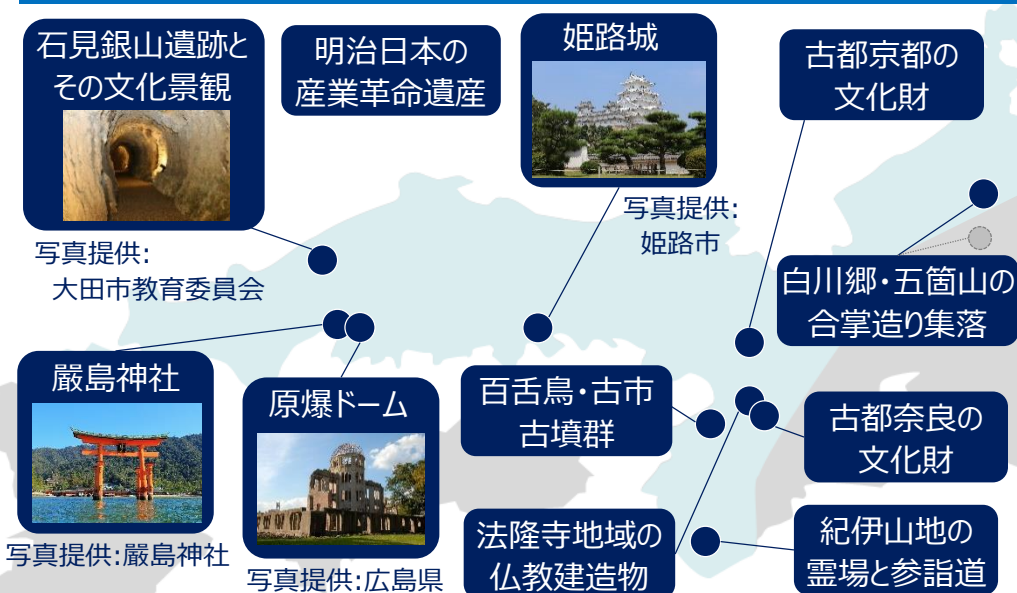 石見銀山遺跡と
その文化景観
写真提供:
大田市教育委員会
明治日本の
産業革命遺産
姫路城
写真提供:
姫路市
古都京都の
文化財
白川郷・五箇山の
合掌造り集落
嚴島神社
写真提供:嚴島神社
原爆ドーム
写真提供:広島県
百舌鳥・古市
古墳群
古都奈良の
文化財
法隆寺地域の
仏教建造物
紀伊山地の
霊場と参詣道